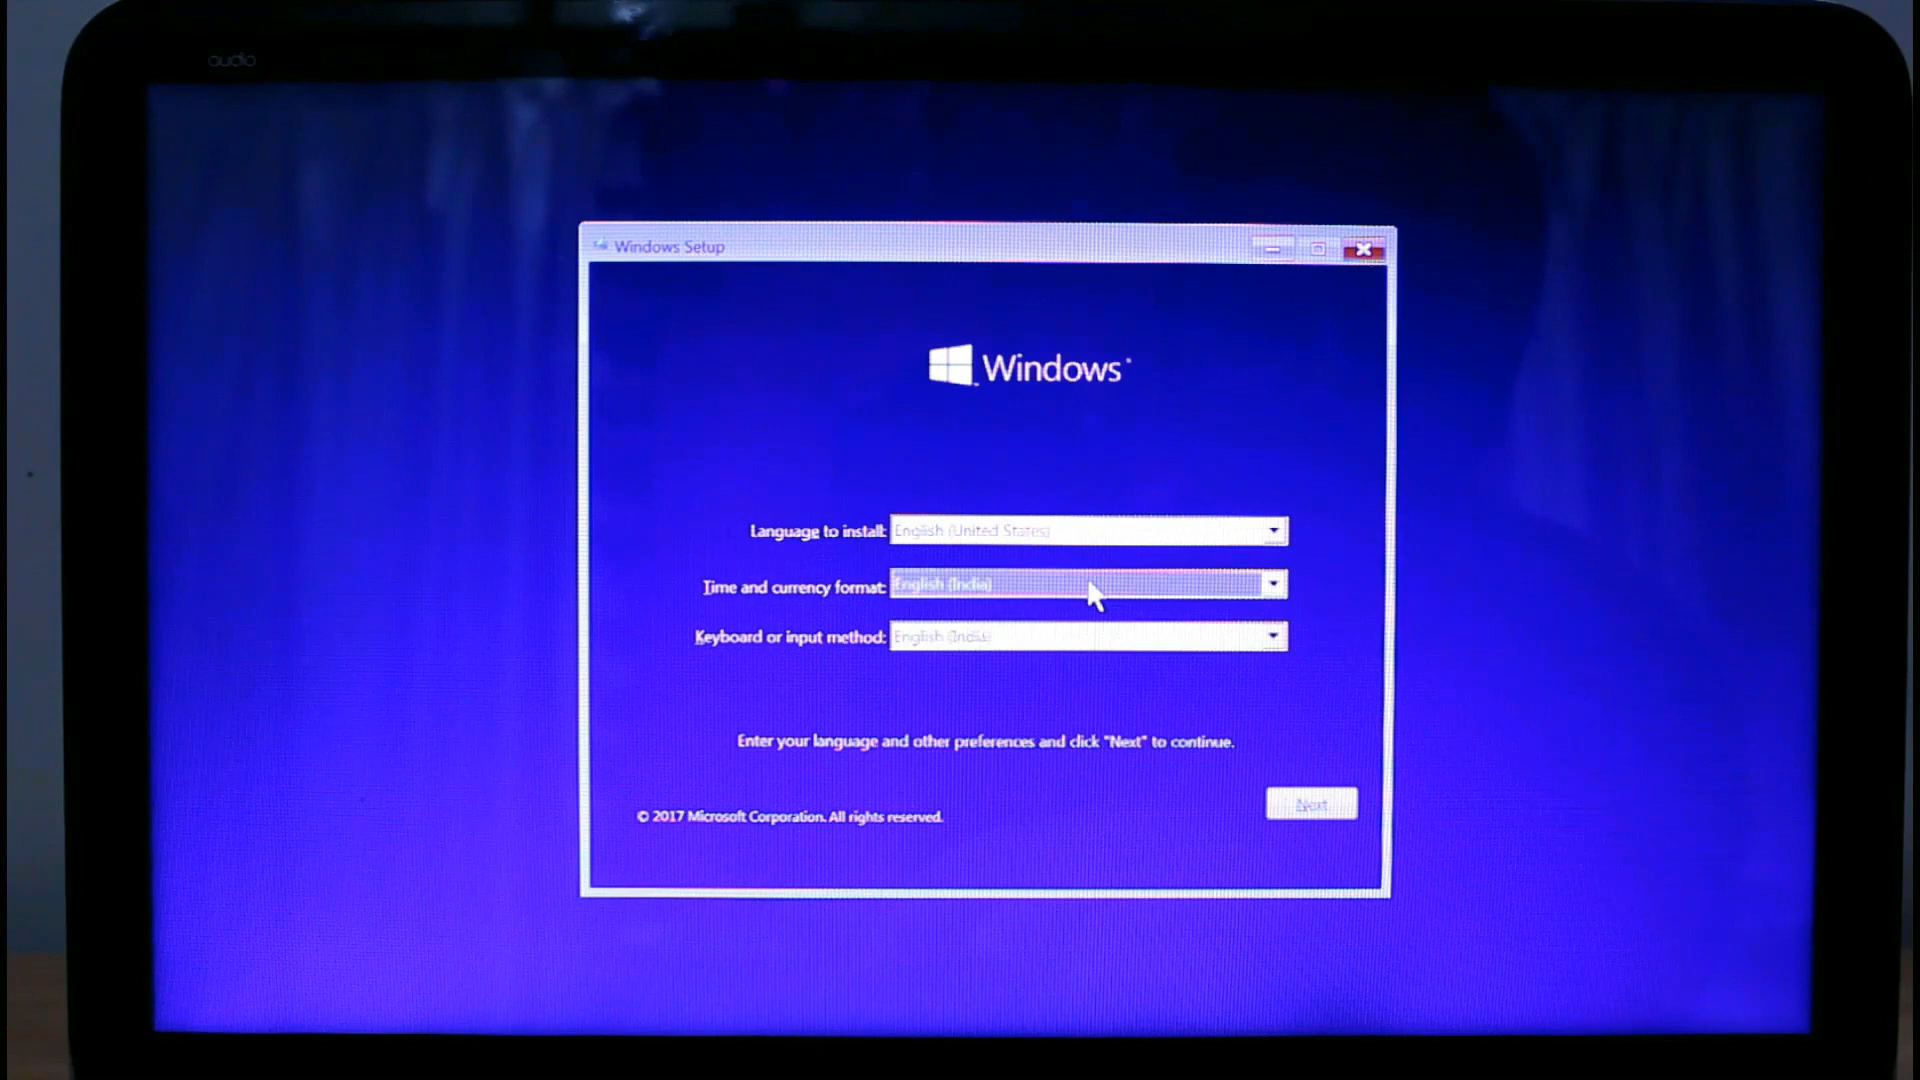 audio
Windows Setup
Windows
Language to install: English (United States)
Time and currency format: English (India)
Keyboard or input method: English (India)
Enter your language and other preferences and click "Next" to continue.
© 2017 Microsoft Corporation. All rights reserved.
Next